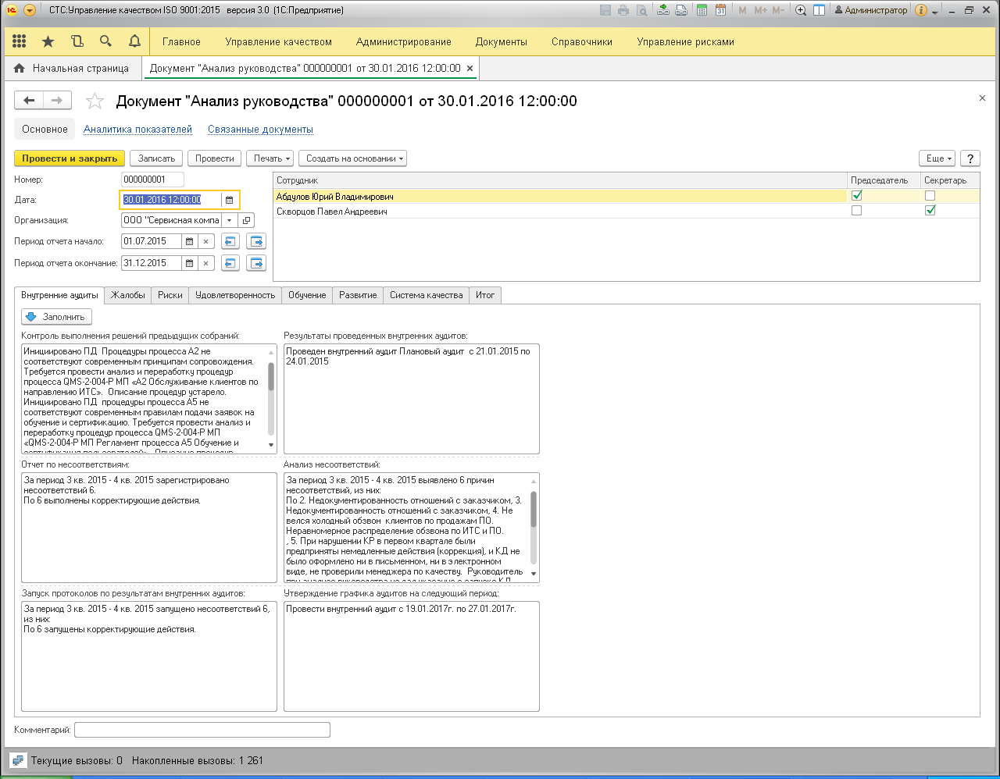 СТС:Управление качеством ISO 9001:2015 версия 3.0 (1С:Предприятие)
M M+ M- Администратор
Главное Управление качеством Администрирование Документы Справочники Управление рисками
Начальная страница Документ "Анализ руководства" 000000001 от 30.01.2016 12:00:00 ×
Документ "Анализ руководства" 000000001 от 30.01.2016 12:00:00
Основное Аналитика показателей Связанные документы
Провести и закрыть Записать Провести Печать Создать на основании Еще ?
Номер: 000000001
Дата: 30.01.2016 12:00:00
Организация: ООО "Сервисная компа
Период отчета начало: 01.07.2015
Период отчета окончание: 31.12.2015
Сотрудник Председатель Секретарь
Абдулов Юрий Владимирович
Скворцов Павел Андреевич
Внутренние аудиты Жалобы Риски Удовлетворенность Обучение Развитие Система качества Итог
Заполнить
Контроль выполнения решений предыдущих собраний:
Инициировано ПД Процедуры процесса А2 не
соответствуют современным принципам сопровождения.
Требуется провести анализ и переработку процедур
процесса QMS-2-004-Р МП «А2 Обслуживание клиентов по
направлению ИТС». Описание процедур устарело.
Инициировано ПД процедуры процесса А5 не
соответствуют современным правилам подачи заявок на
обучение и сертификацию. Требуется провести анализ и
переработку процедур процесса QMS-2-004-Р МП
«QMS-2-004-Р МП Регламент процесса А5 Обучение и
сертификация пользователей». Описание процедур
Результаты проведенных внутренних аудитов:
Проведен внутренний аудит Плановый аудит с 21.01.2015 по
24.01.2015
Отчет по несоответствиям:
За период 3 кв. 2015 - 4 кв. 2015 зарегистрировано
несоответствий 6.
По 6 выполнены корректирующие действия.
Анализ несоответствий:
За период 3 кв. 2015 - 4 кв. 2015 выявлено 6 причин
несоответствий, из них:
По 2. Недокументированность отношений с заказчиком, 3.
Недокументированность отношений с заказчиком, 4. Не
велся холодный обзвон клиентов по продажам ПО.
Неравномерное распределение обзвона по ИТС и ПО.
, 5. При нарушении КР в первом квартале были
предприняты немедленные действия (коррекция), и КД не
было оформлено ни в письменном, ни в электронном
виде, не проверили менеджера по качеству. Руководитель
при анализе руководства не дал указание о запуске КД
Запуск протоколов по результатам внутренних аудитов:
За период 3 кв. 2015 - 4 кв. 2015 запущено несоответствий 6,
из них:
По 6 запущены корректирующие действия.
Утверждение графика аудитов на следующий период:
Провести внутренний аудит с 19.01.2017г. по 27.01.2017г.
Комментарий:
Текущие вызовы: 0 Накопленные вызовы: 1 261